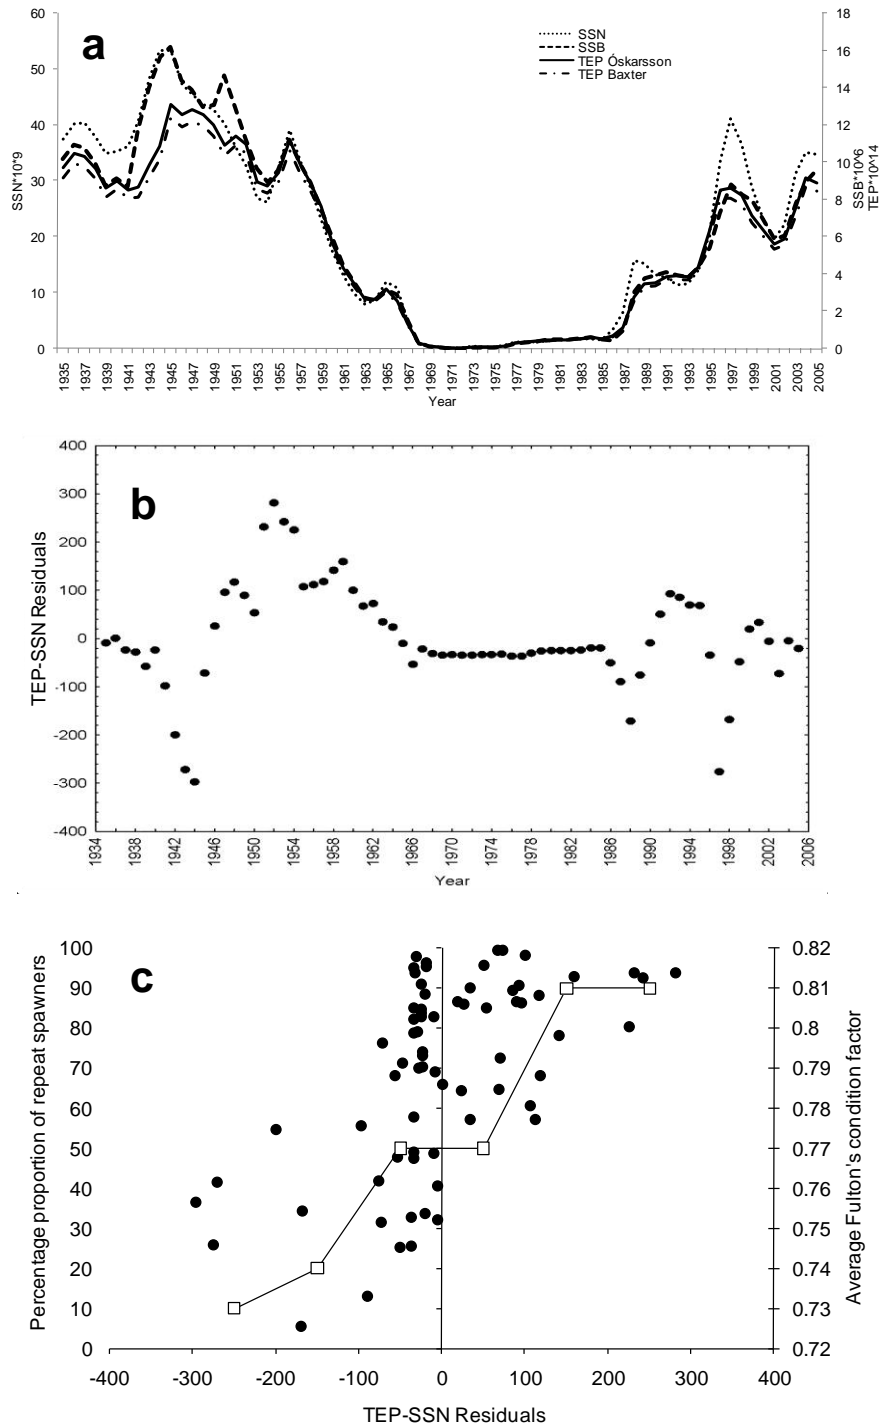 a
SSN
SSB
TEP Óskarsson
TEP Baxter
SSN*10^9
60
50
40
30
20
10
0
18
16
14
12
10
8
6
4
2
0
SSB*10^6
TEP*10^14
1935 1937 1939 1941 1943 1945 1947 1949 1951 1953 1955 1957 1959 1961 1963 1965 1967 1969 1971 1973 1975 1977 1979 1981 1983 1985 1987 1989 1991 1993 1995 1997 1999 2001 2003 2005
Year
b
TEP-SSN Residuals
400
300
200
100
0
-100
-200
-300
-400
1934 1938 1942 1946 1950 1954 1958 1962 1966 1970 1974 1978 1982 1986 1990 1994 1998 2002 2006
Year
c
Percentage proportion of repeat spawners
100
90
80
70
60
50
40
30
20
10
0
0.82
0.81
0.8
0.79
0.78
0.77
0.76
0.75
0.74
0.73
0.72
Average Fulton's condition factor
-400 -300 -200 -100 0 100 200 300 400
TEP-SSN Residuals